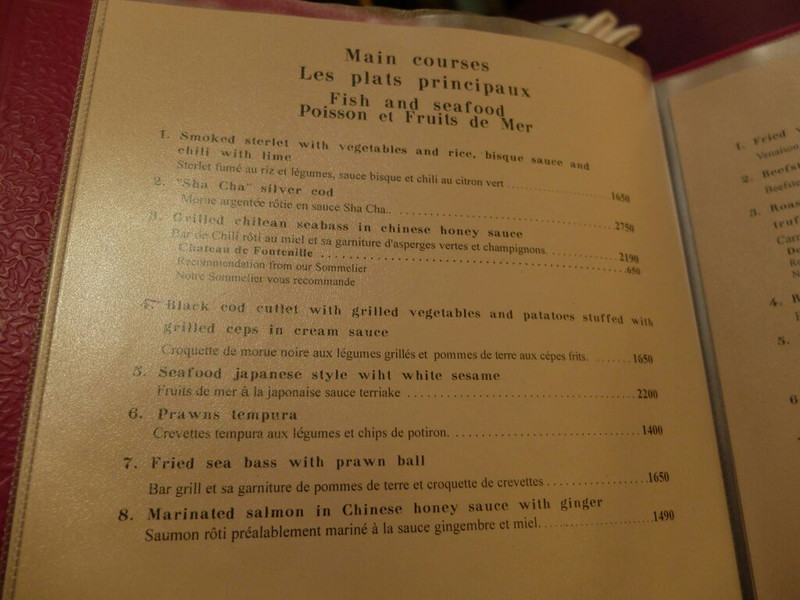 Main courses
Les plats principaux
Fish and seafood
Poisson et Fruits de Mer
1. Smoked sterlet with vegetables and rice, bisque sauce and
chili with lime
Sterlet fumé au riz et légumes, sauce bisque et chili au citron vert ..... 1650
2. "Sha Cha" silver cod
Morue argentée rôtie en sauce Sha Cha.. ..... 2750
3. Grilled chilean seabass in chinese honey sauce
Bar de Chili rôti au miel et sa garniture d'asperges vertes et champignons. ..... 2190
Chateau de Fontenille ..... 650
Recommendation from our Sommelier
Notre Sommelier vous recommande
4. Black cod cutlet with grilled vegetables and patatoes stuffed with
grilled ceps in cream sauce
Croquette de morue noire aux légumes grillés et pommes de terre aux cèpes frits. ..... 1650
5. Seafood japanese style wiht white sesame
Fruits de mer à la japonaise sauce terriake ..... 2200
6. Prawns tempura
Crevettes tempura aux légumes et chips de potiron. ..... 1400
7. Fried sea bass with prawn ball
Bar grill et sa garniture de pommes de terre et croquette de crevettes ..... 1650
8. Marinated salmon in Chinese honey sauce with ginger
Saumon rôti préalablement mariné à la sauce gingembre et miel. ..... 1490
1. Fried
2.
3.
4.
5.
6